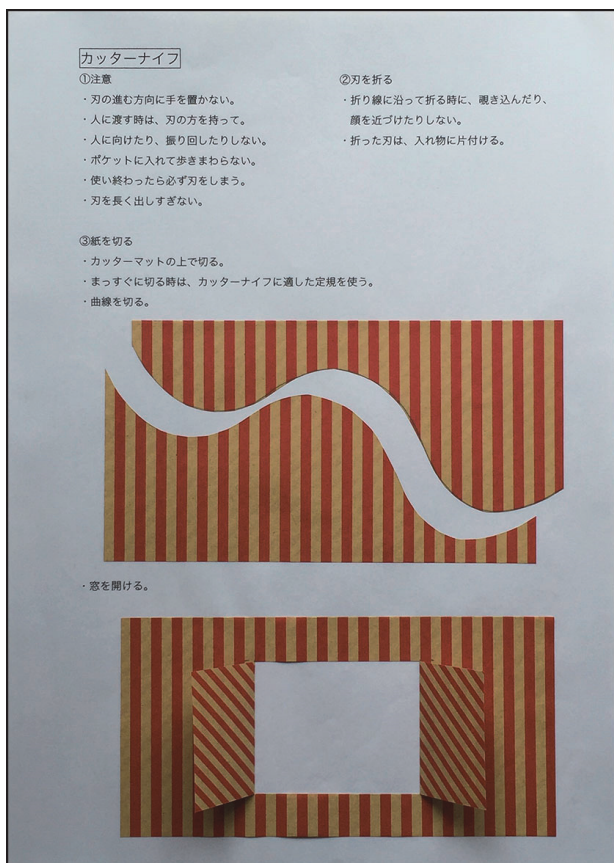 カッターナイフ
①注意
・刃の進む方向に手を置かない。
・人に渡す時は、刃の方を持って。
・人に向けたり、振り回したりしない。
・ポケットに入れて歩きまわらない。
・使い終わったら必ず刃をしまう。
・刃を長く出しすぎない。
②刃を折る
・折り線に沿って折る時に、覗き込んだり、
顔を近づけたりしない。
・折った刃は、入れ物に片付ける。
③紙を切る
・カッターマットの上で切る。
・まっすぐに切る時は、カッターナイフに適した定規を使う。
・曲線を切る。
・窓を開ける。